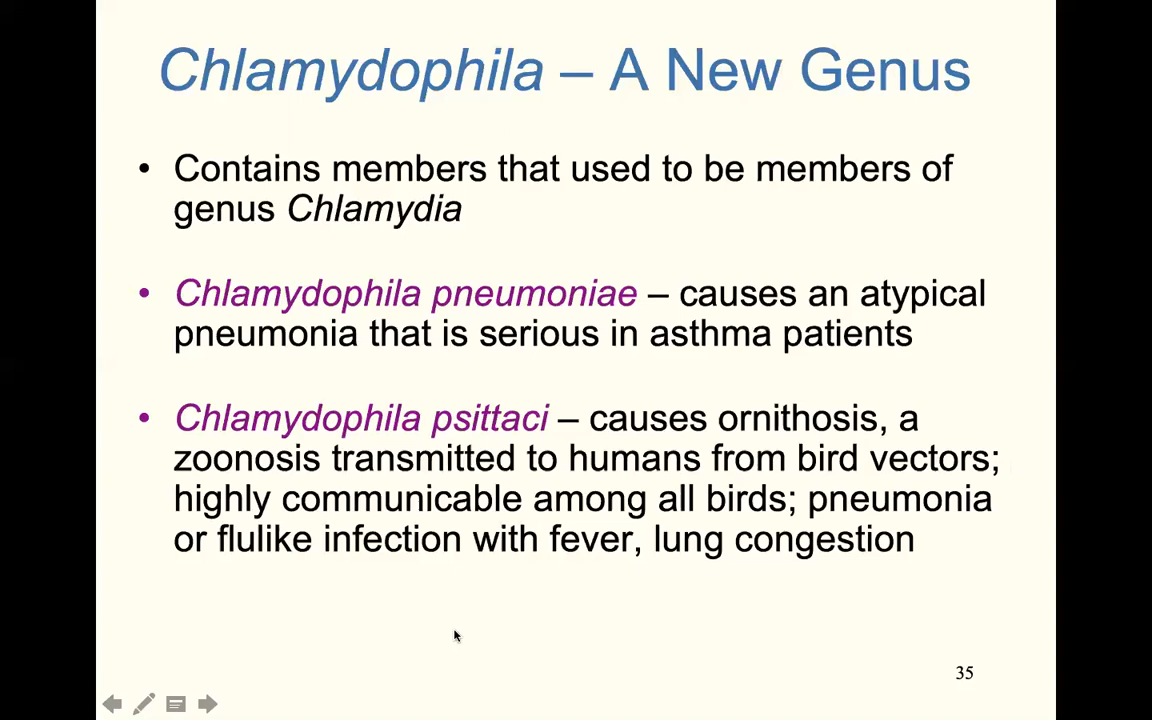 Chlamydophila – A New Genus
• Contains members that used to be members of
genus Chlamydia
• Chlamydophila pneumoniae – causes an atypical
pneumonia that is serious in asthma patients
• Chlamydophila psittaci – causes ornithosis, a
zoonosis transmitted to humans from bird vectors;
highly communicable among all birds; pneumonia
or flulike infection with fever, lung congestion
35